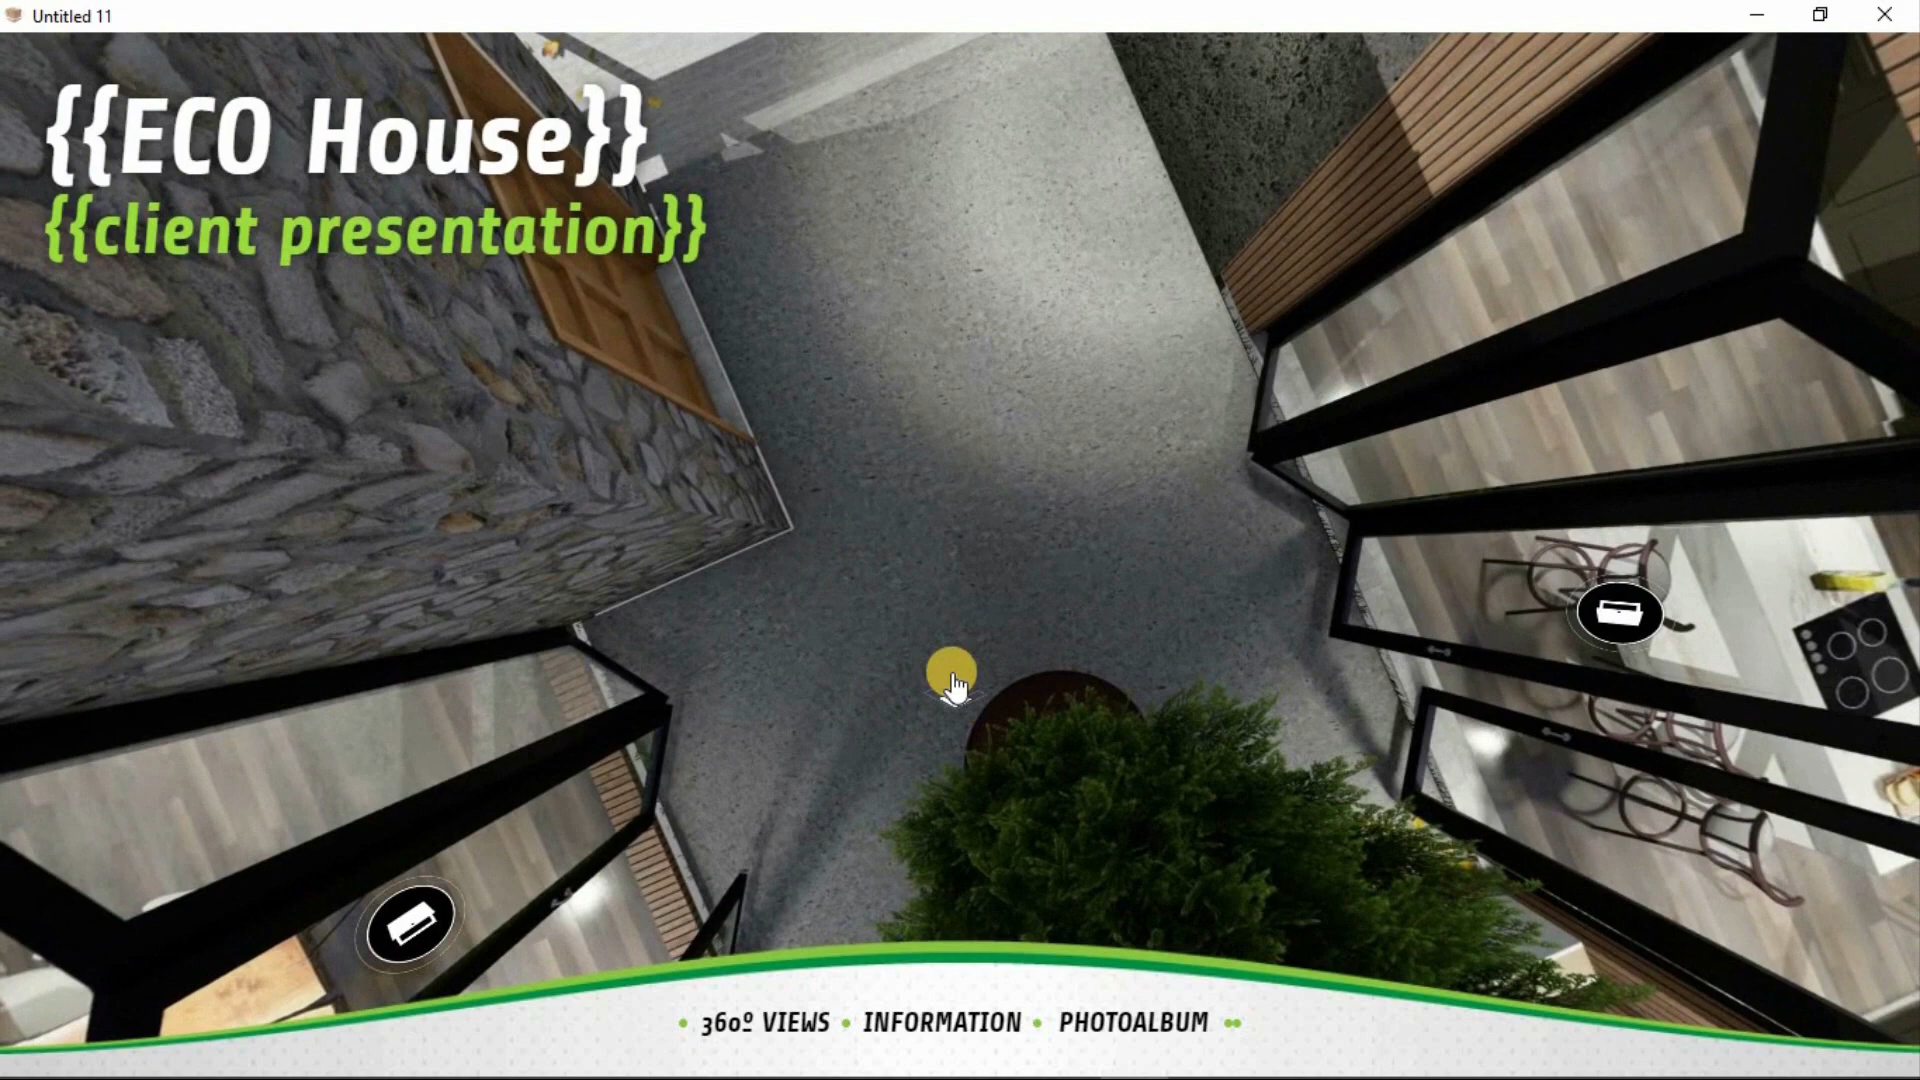 Untitled 11
{{ECO House}}
{{client presentation}}
• 360º VIEWS • INFORMATION • PHOTOALBUM ••